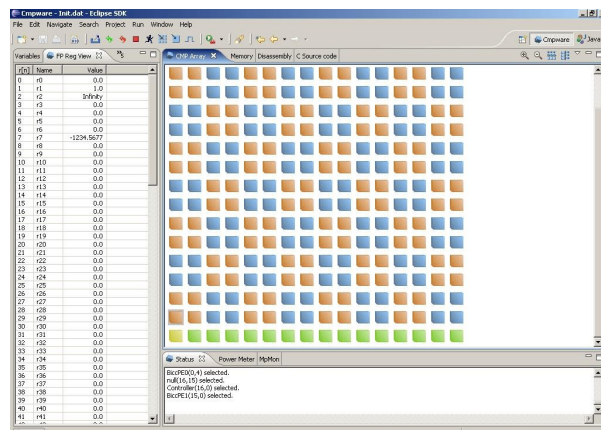 Cmpware - Init.dat - Eclipse SDK
File Edit Navigate Search Project Run Window Help
Cmpware Java
Variables FP Reg View
CMP Array Memory Disassembly C Source code
r[n] Name Value
0 r0 0.0
1 r1 1.0
2 r2 Infinity
3 r3 0.0
4 r4 0.0
5 r5 0.0
6 r6 0.0
7 r7 -1234.5677
8 r8 0.0
9 r9 0.0
10 r10 0.0
11 r11 0.0
12 r12 0.0
13 r13 0.0
14 r14 0.0
15 r15 0.0
16 r16 0.0
17 r17 0.0
18 r18 0.0
19 r19 0.0
20 r20 0.0
21 r21 0.0
22 r22 0.0
23 r23 0.0
24 r24 0.0
25 r25 0.0
26 r26 0.0
27 r27 0.0
28 r28 0.0
29 r29 0.0
30 r30 0.0
31 r31 0.0
32 r32 0.0
33 r33 0.0
34 r34 0.0
35 r35 0.0
36 r36 0.0
37 r37 0.0
38 r38 0.0
39 r39 0.0
40 r40 0.0
41 r41 0.0
Status Power Meter MpMon
BiccPE0(0,4) selected.
null(16,15) selected.
Controller(16,0) selected.
BiccPE1(15,0) selected.